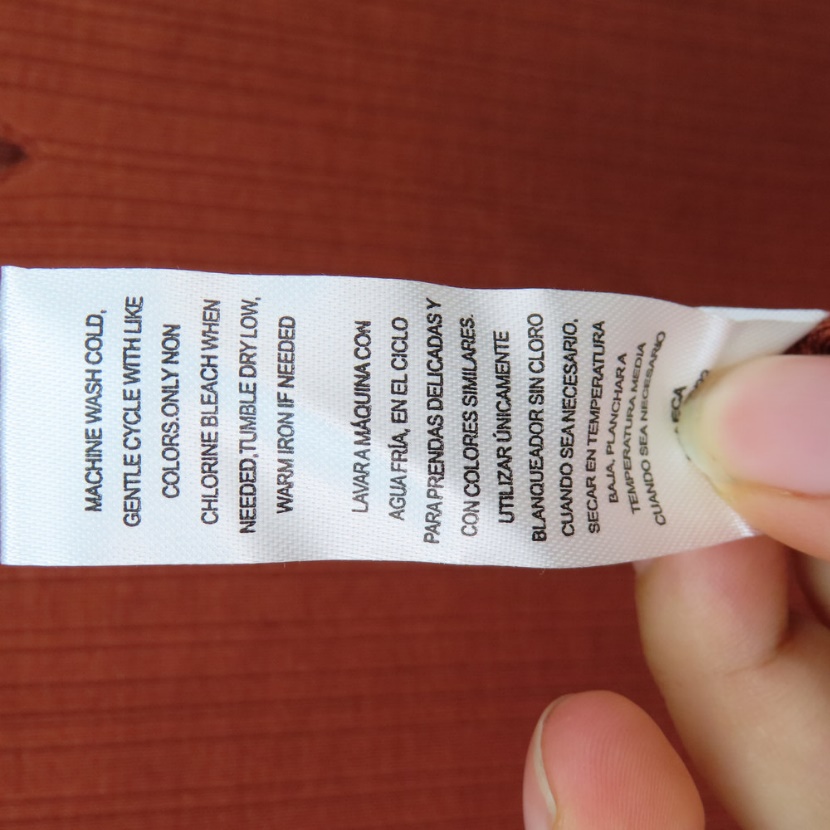 MACHINE WASH COLD,
GENTLE CYCLE WITH LIKE
COLORS.ONLY NON
CHLORINE BLEACH WHEN
NEEDED,TUMBLE DRY LOW,
WARM IRON IF NEEDED
LAVAR A MÁQUINA CON
AGUA FRÍA, EN EL CICLO
PARA PRENDAS DELICADAS Y
CON COLORES SIMILARES.
UTILIZAR ÚNICAMENTE
BLANQUEADOR SIN CLORO
CUANDO SEA NECESARIO,
SECAR EN TEMPERATURA
BAJA, PLANCHAR A
TEMPERATURA MEDIA
CUANDO SEA NECESARIO